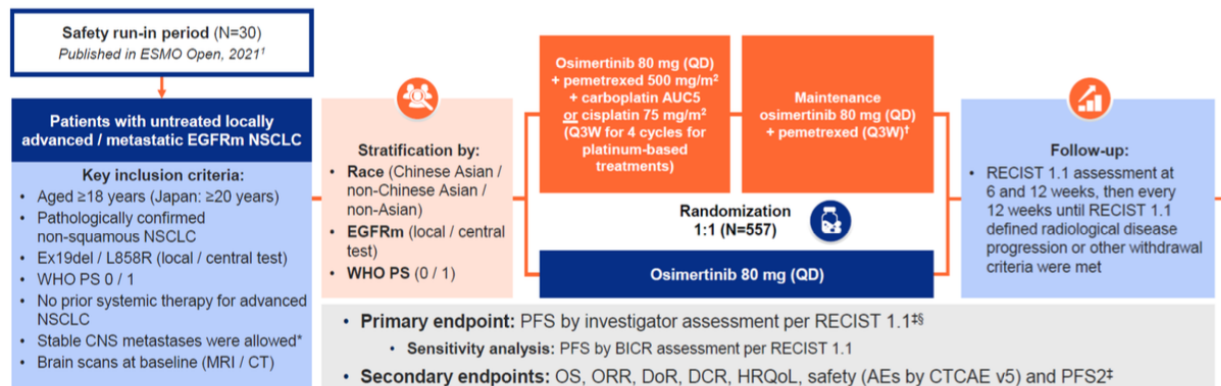 Safety run-in period (N=30)
Published in ESMO Open, 2021¹
Patients with untreated locally
advanced / metastatic EGFRm NSCLC
Key inclusion criteria:
• Aged ≥18 years (Japan: ≥20 years)
• Pathologically confirmed
non-squamous NSCLC
• Ex19del / L858R (local / central test)
• WHO PS 0 / 1
• No prior systemic therapy for advanced
NSCLC
• Stable CNS metastases were allowed*
• Brain scans at baseline (MRI / CT)
Stratification by:
• Race (Chinese Asian /
non-Chinese Asian /
non-Asian)
• EGFRm (local / central
test)
• WHO PS (0 / 1)
Osimertinib 80 mg (QD)
+ pemetrexed 500 mg/m²
+ carboplatin AUC5
or cisplatin 75 mg/m²
(Q3W for 4 cycles for
platinum-based
treatments)
Maintenance
osimertinib 80 mg (QD)
+ pemetrexed (Q3W)†
Randomization
1:1 (N=557)
Osimertinib 80 mg (QD)
Follow-up:
• RECIST 1.1 assessment at
6 and 12 weeks, then every
12 weeks until RECIST 1.1
defined radiological disease
progression or other withdrawal
criteria were met
• Primary endpoint: PFS by investigator assessment per RECIST 1.1‡§
• Sensitivity analysis: PFS by BICR assessment per RECIST 1.1
• Secondary endpoints: OS, ORR, DoR, DCR, HRQoL, safety (AEs by CTCAE v5) and PFS2‡